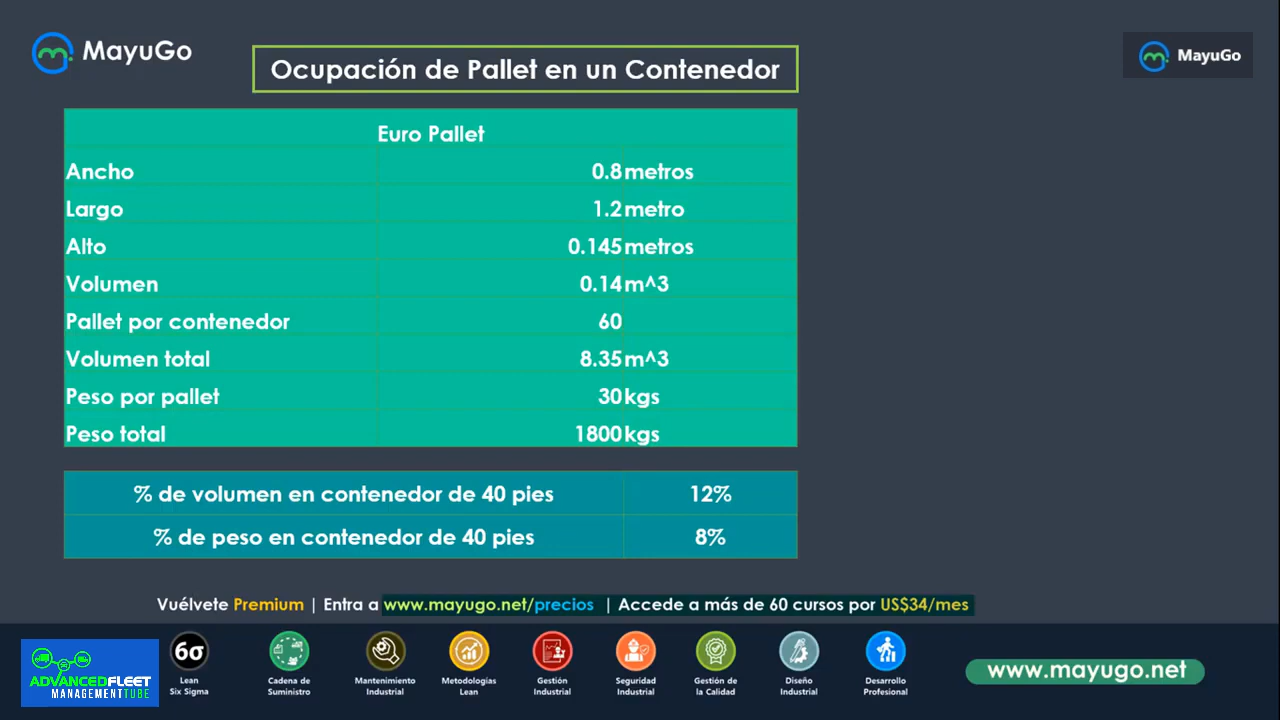 MayuGo
Ocupación de Pallet en un Contenedor
MayuGo
Euro Pallet
Ancho 0.8 metros
Largo 1.2 metro
Alto 0.145 metros
Volumen 0.14 m^3
Pallet por contenedor 60
Volumen total 8.35 m^3
Peso por pallet 30 kgs
Peso total 1800 kgs
% de volumen en contenedor de 40 pies 12%
% de peso en contenedor de 40 pies 8%
Vuélvete Premium | Entra a www.mayugo.net/precios | Accede a más de 60 cursos por US$34/mes
ADVANCEDFLEET
MANAGEMENTTUBE
6σ
Lean
Six Sigma
Cadena de
Suministro
Mantenimiento
Industrial
Metodologías
Lean
Gestión
Industrial
Seguridad
Industrial
Gestión de
la Calidad
Diseño
Industrial
Desarrollo
Profesional
www.mayugo.net